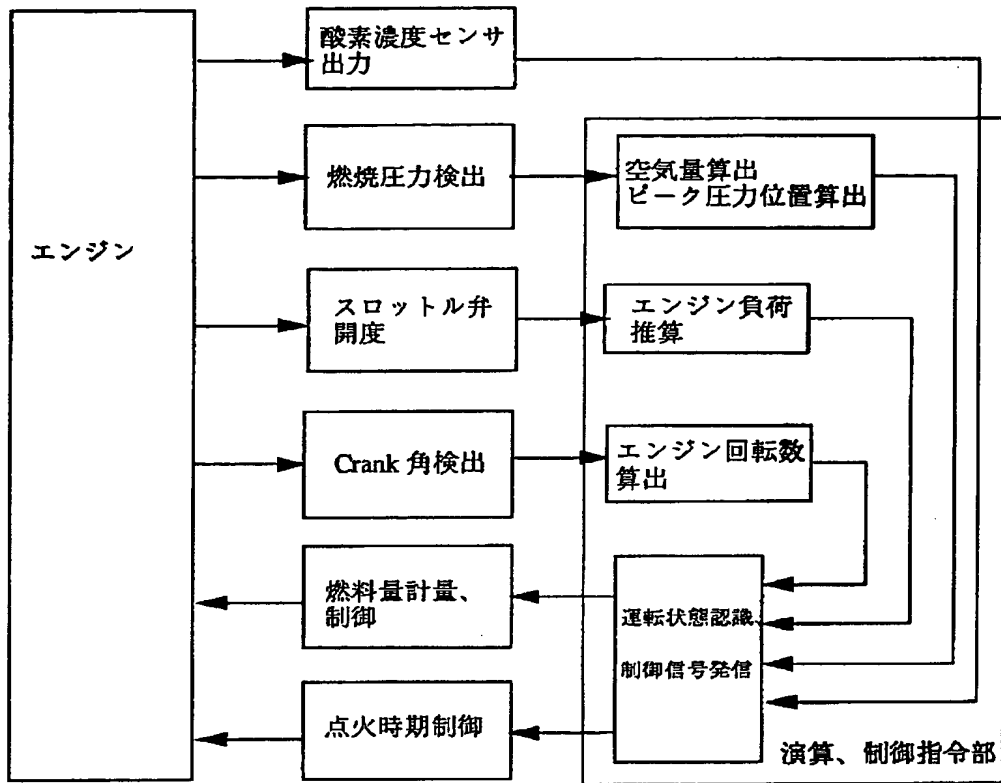 酸素濃度センサ
出力
燃焼圧力検出
空気量算出
ピーク圧力位置算出
エンジン
スロットル弁
開度
エンジン負荷
推算
Crank 角検出
エンジン回転数
算出
燃料量計量、
制御
運転状態認識、
制御信号発信
点火時期制御
演算、制御指令部